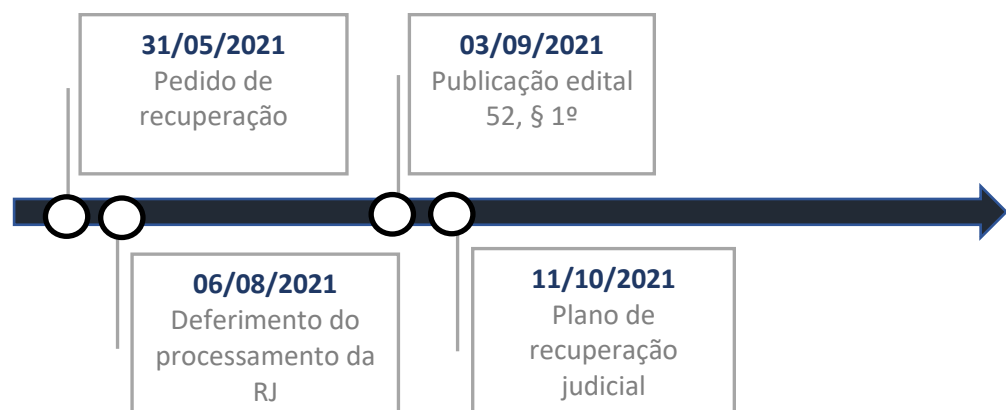 31/05/2021
Pedido de
recuperação
03/09/2021
Publicação edital
52, § 1º
06/08/2021
Deferimento do
processamento da
RJ
11/10/2021
Plano de
recuperação
judicial